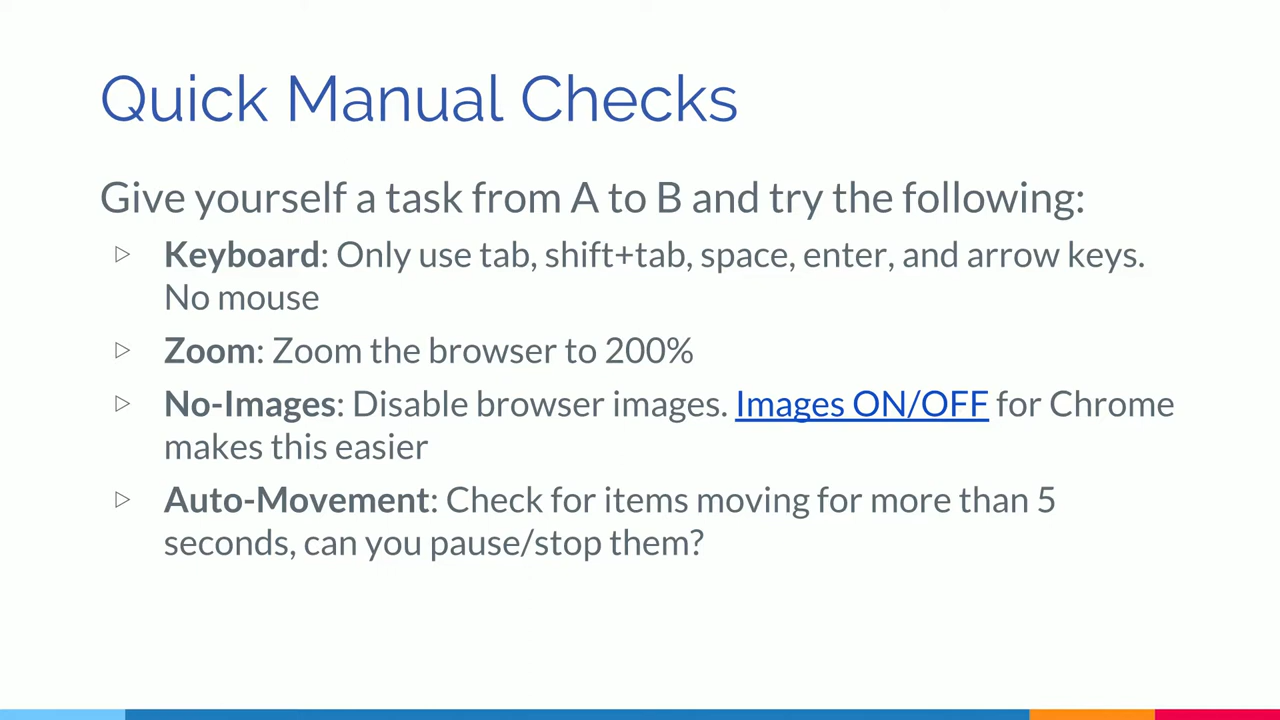 Quick Manual Checks
Give yourself a task from A to B and try the following:
Keyboard: Only use tab, shift+tab, space, enter, and arrow keys.
No mouse
Zoom: Zoom the browser to 200%
No-Images: Disable browser images. Images ON/OFF for Chrome
makes this easier
Auto-Movement: Check for items moving for more than 5
seconds, can you pause/stop them?